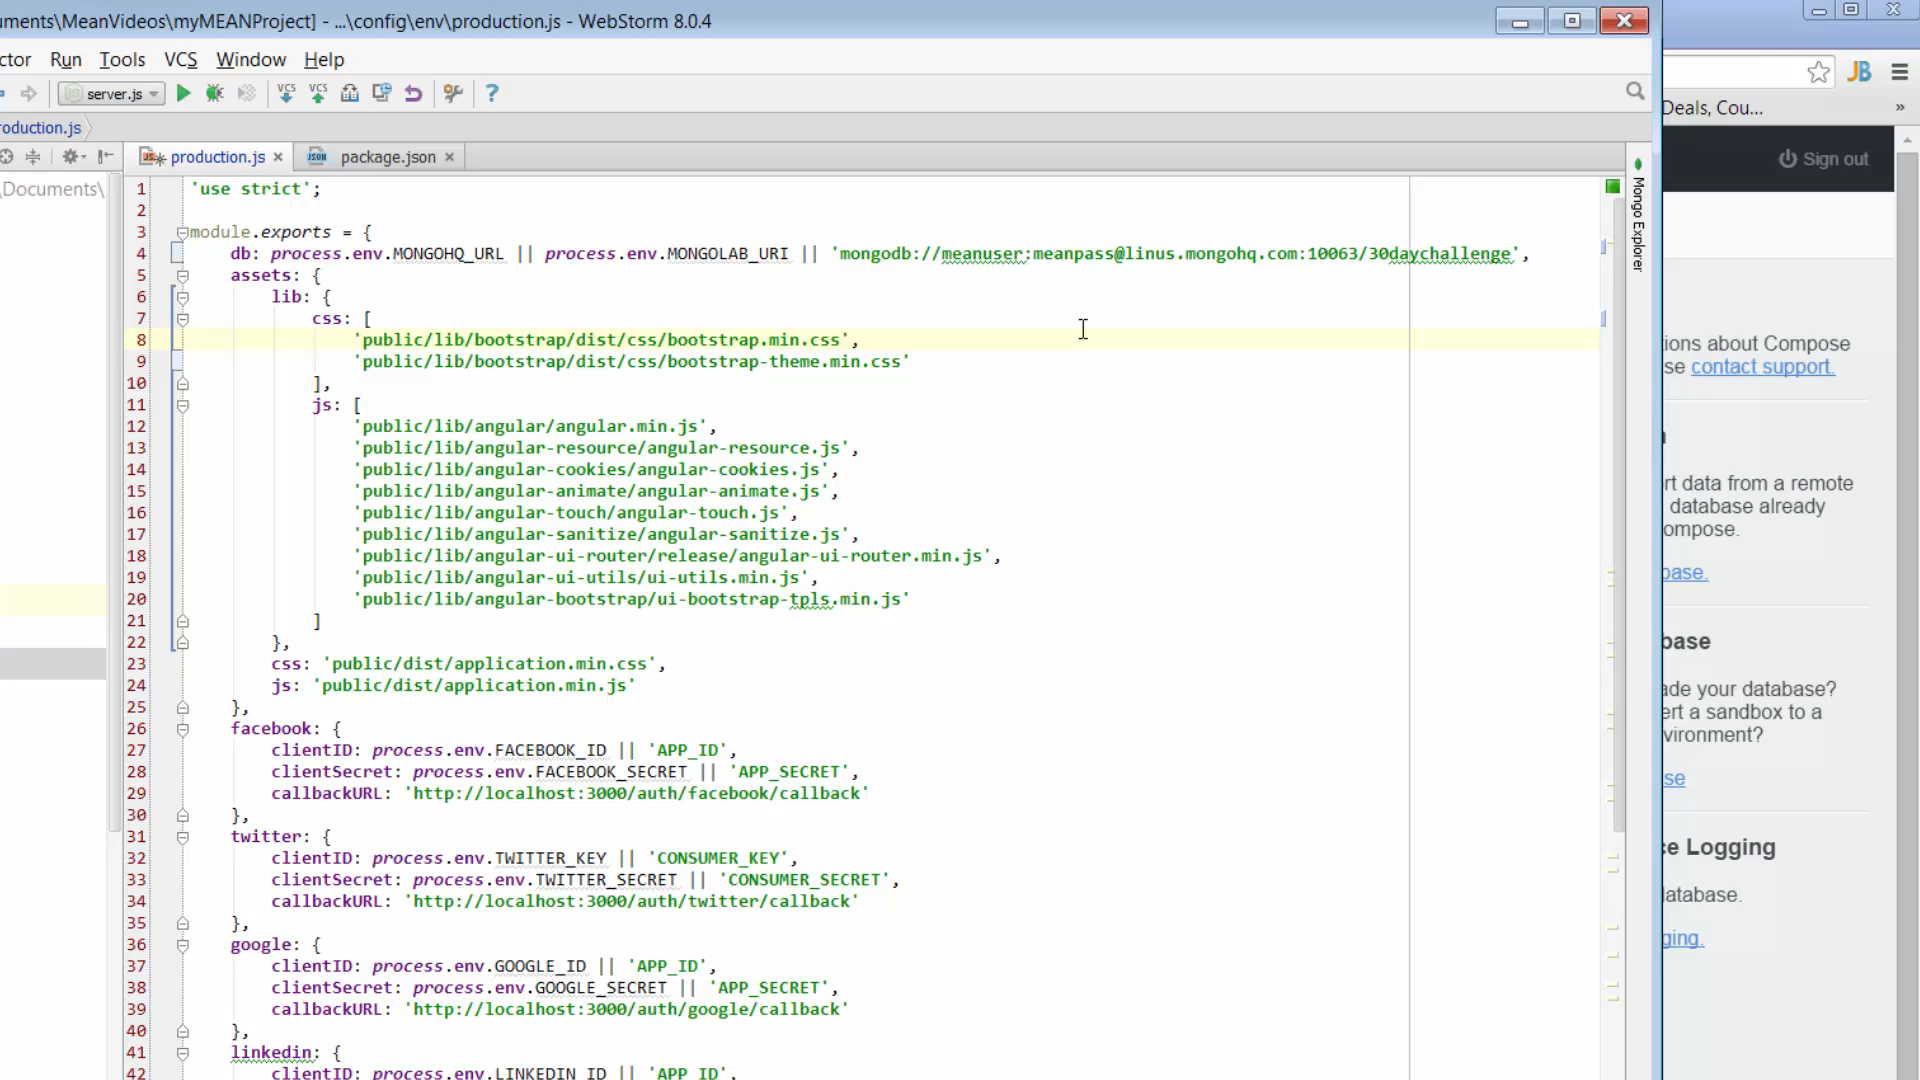 uments\MeanVideos\myMEANProject] - ...\config\env\production.js - WebStorm 8.0.4
ctor Run Tools VCS Window Help
server.js
VCS VCS
JB
Deals, Cou... »
roduction.js
production.js
JSON package.json
Sign out
\Documents\
Mongo Explorer
1 'use strict';
2
3 module.exports = {
4 db: process.env.MONGOHQ_URL || process.env.MONGOLAB_URI || 'mongodb://meanuser:meanpass@linus.mongohq.com:10063/30daychallenge',
5 assets: {
6 lib: {
7 css: [
8 'public/lib/bootstrap/dist/css/bootstrap.min.css',
9 'public/lib/bootstrap/dist/css/bootstrap-theme.min.css'
10 ],
11 js: [
12 'public/lib/angular/angular.min.js',
13 'public/lib/angular-resource/angular-resource.js',
14 'public/lib/angular-cookies/angular-cookies.js',
15 'public/lib/angular-animate/angular-animate.js',
16 'public/lib/angular-touch/angular-touch.js',
17 'public/lib/angular-sanitize/angular-sanitize.js',
18 'public/lib/angular-ui-router/release/angular-ui-router.min.js',
19 'public/lib/angular-ui-utils/ui-utils.min.js',
20 'public/lib/angular-bootstrap/ui-bootstrap-tpls.min.js'
21 ]
22 },
23 css: 'public/dist/application.min.css',
24 js: 'public/dist/application.min.js'
25 },
26 facebook: {
27 clientID: process.env.FACEBOOK_ID || 'APP_ID',
28 clientSecret: process.env.FACEBOOK_SECRET || 'APP_SECRET',
29 callbackURL: 'http://localhost:3000/auth/facebook/callback'
30 },
31 twitter: {
32 clientID: process.env.TWITTER_KEY || 'CONSUMER_KEY',
33 clientSecret: process.env.TWITTER_SECRET || 'CONSUMER_SECRET',
34 callbackURL: 'http://localhost:3000/auth/twitter/callback'
35 },
36 google: {
37 clientID: process.env.GOOGLE_ID || 'APP_ID',
38 clientSecret: process.env.GOOGLE_SECRET || 'APP_SECRET',
39 callbackURL: 'http://localhost:3000/auth/google/callback'
40 },
41 linkedin: {
42 clientID: process.env.LINKEDIN_ID || 'APP_ID',
ions about Compose
se contact support.
rt data from a remote
database already
ompose.
base.
base
ade your database?
ert a sandbox to a
vironment?
se
e Logging
atabase.
ging.